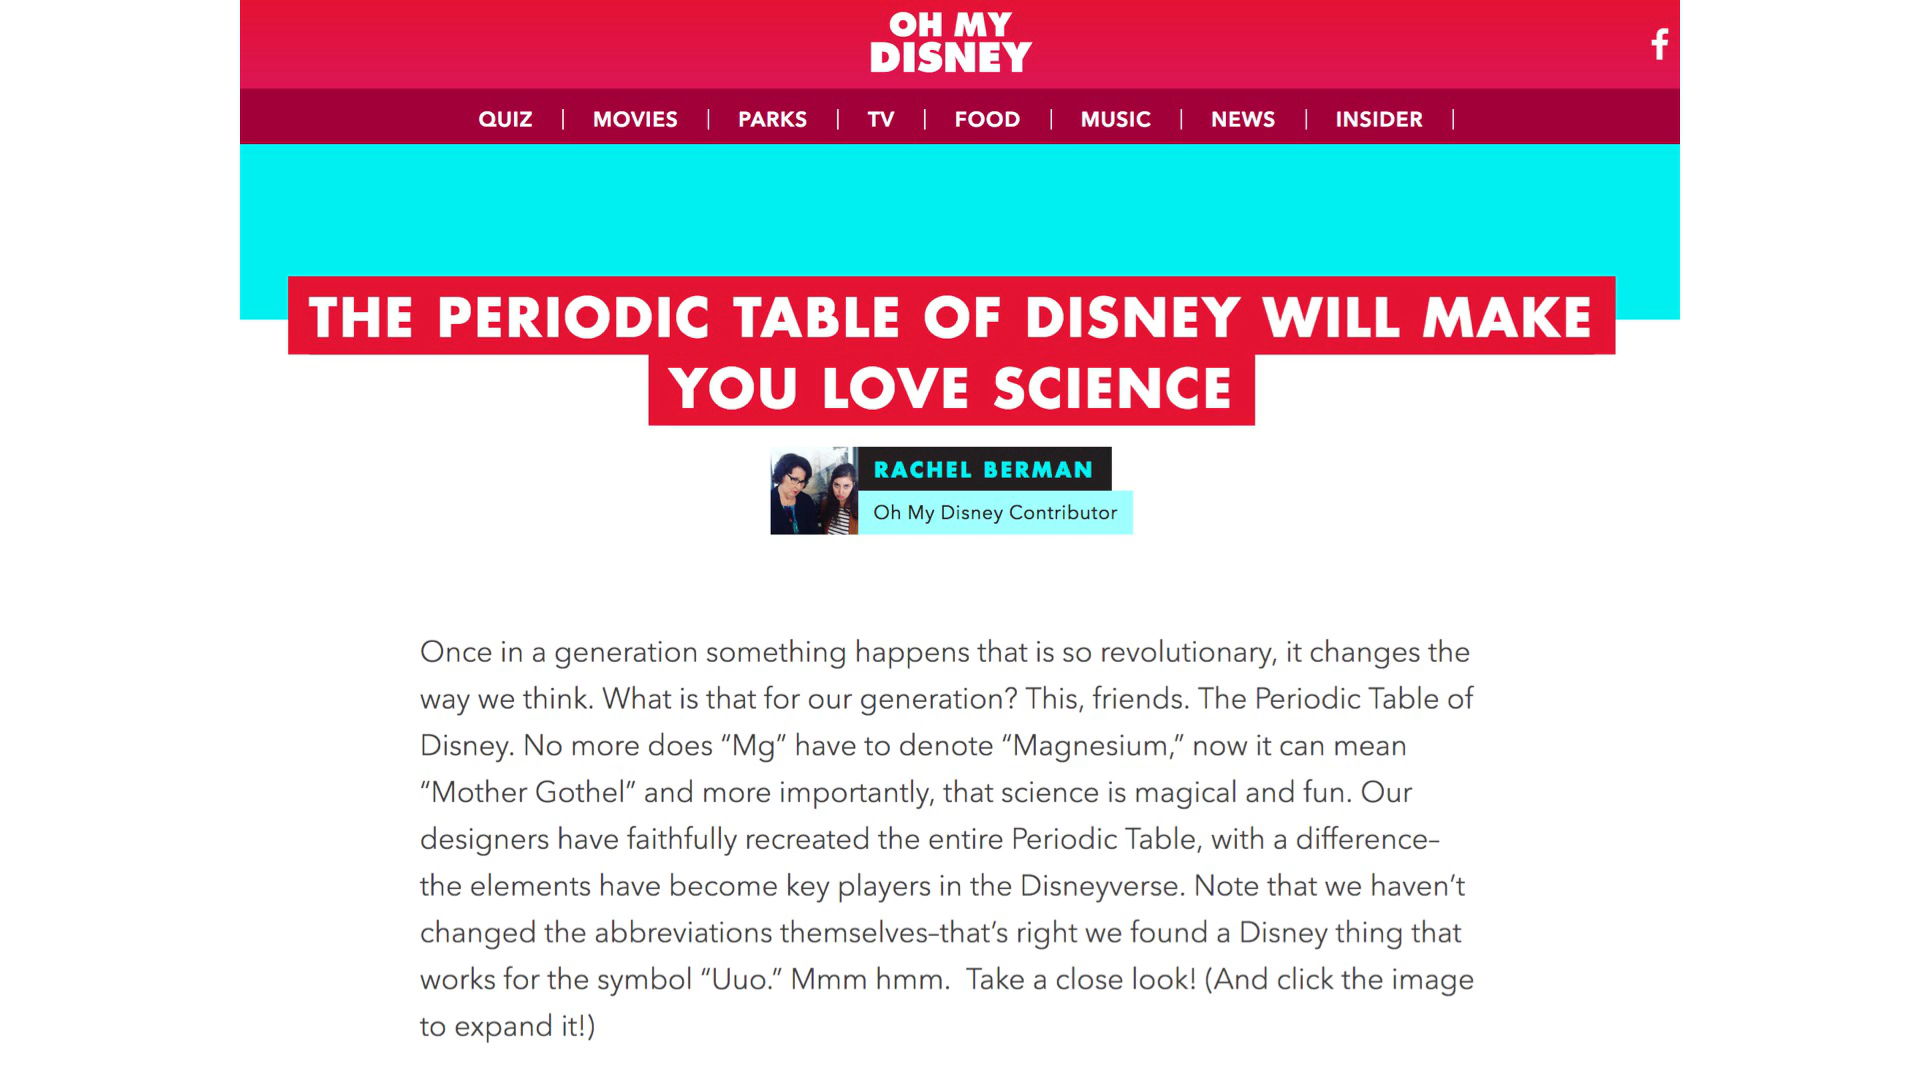 OH MY
DISNEY
QUIZ | MOVIES | PARKS | TV | FOOD | MUSIC | NEWS | INSIDER |
THE PERIODIC TABLE OF DISNEY WILL MAKE
YOU LOVE SCIENCE
RACHEL BERMAN
Oh My Disney Contributor
Once in a generation something happens that is so revolutionary, it changes the
way we think. What is that for our generation? This, friends. The Periodic Table of
Disney. No more does “Mg” have to denote “Magnesium,” now it can mean
“Mother Gothel” and more importantly, that science is magical and fun. Our
designers have faithfully recreated the entire Periodic Table, with a difference–
the elements have become key players in the Disneyverse. Note that we haven’t
changed the abbreviations themselves–that’s right we found a Disney thing that
works for the symbol “Uuo.” Mmm hmm.  Take a close look! (And click the image
to expand it!)